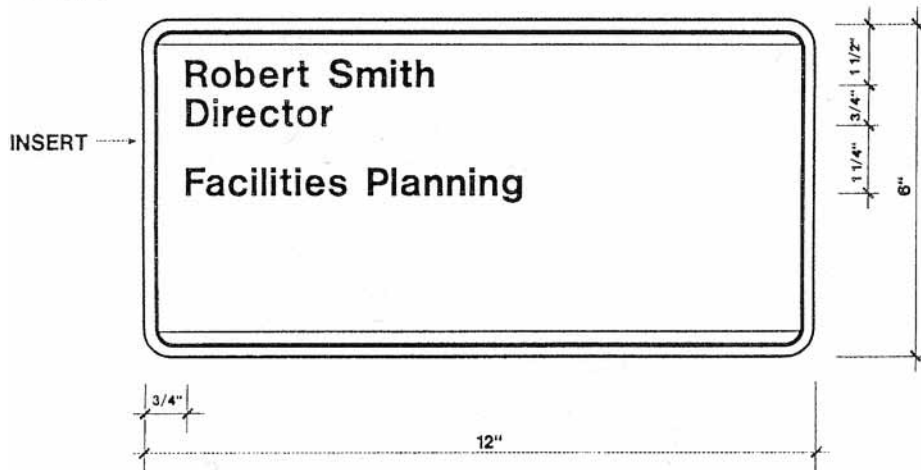 Robert Smith
Director
Facilities Planning
INSERT
1 1/2"
3/4"
1 1/4"
6"
3/4"
12"